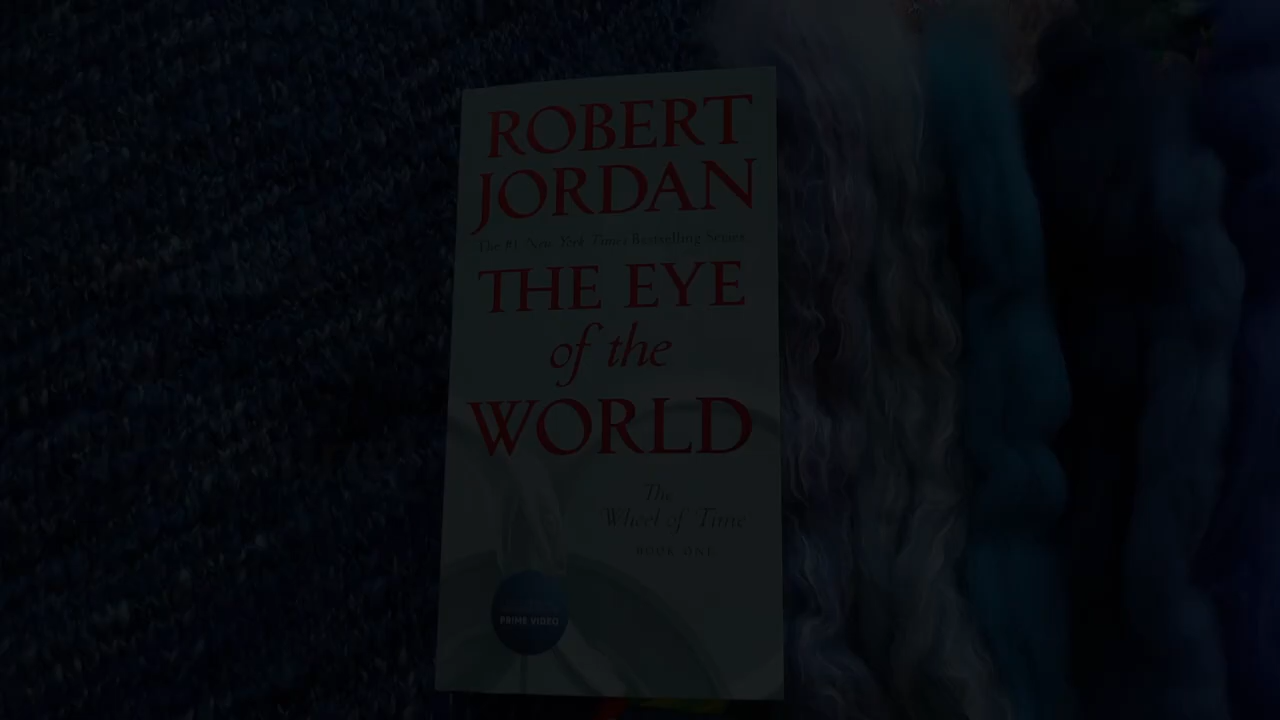 ROBERT
JORDAN
The #1 New York Times Bestselling Series
THE EYE
of the
WORLD
The
Wheel of Time
BOOK ONE
PRIME VIDEO